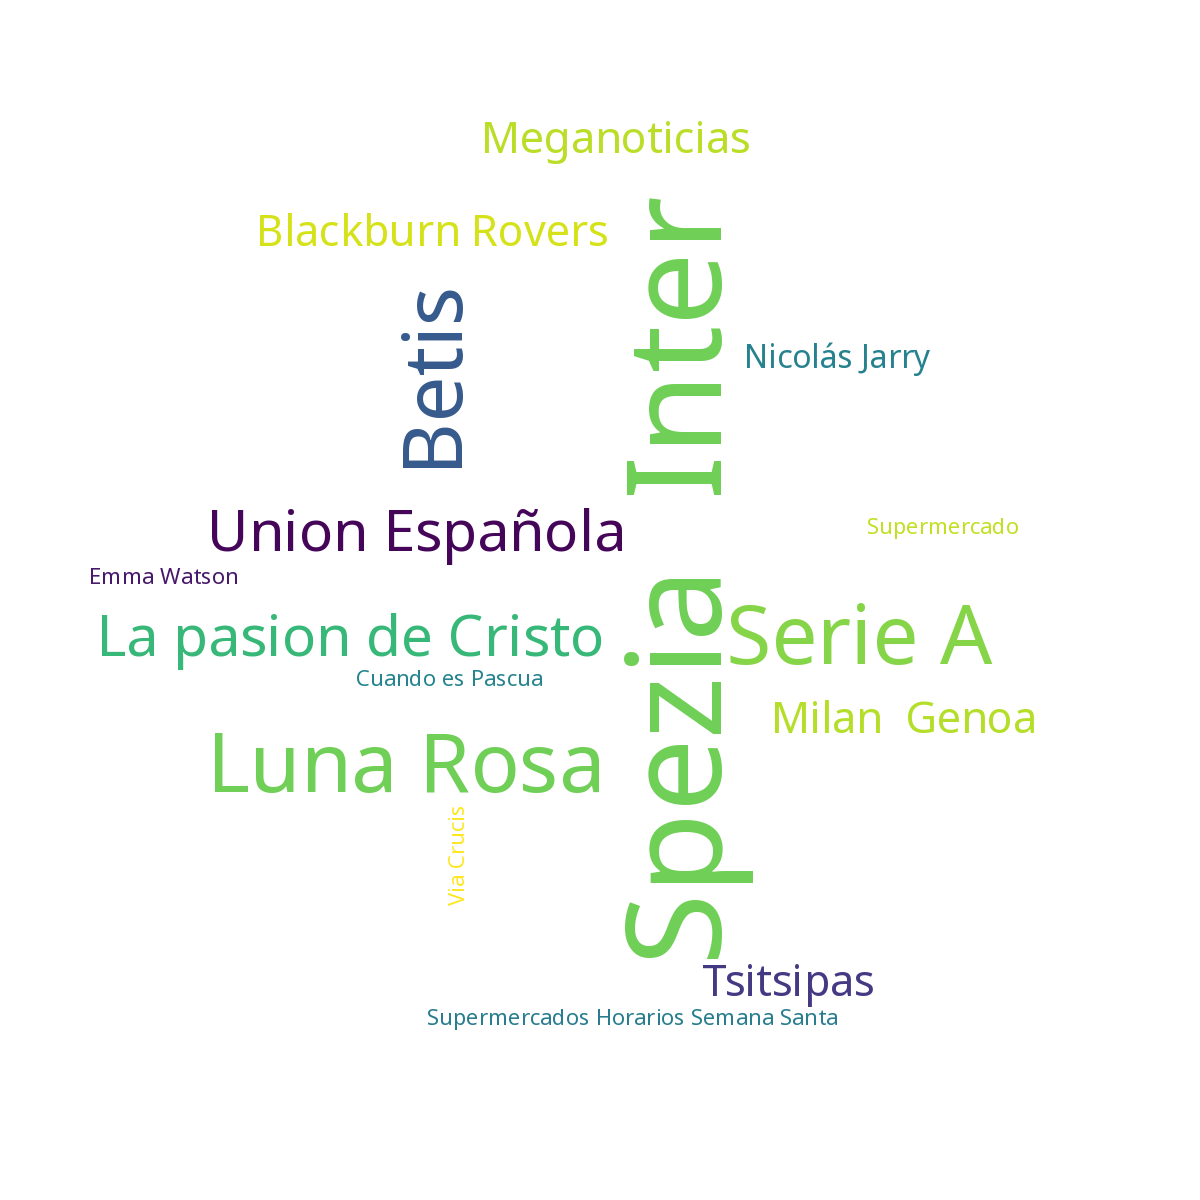 Meganoticias
Blackburn Rovers
Betis
Spezia Inter
Nicolás Jarry
Union Española
Supermercado
Emma Watson
La pasion de Cristo
Serie A
Cuando es Pascua
Milan  Genoa
Luna Rosa
Via Crucis
Tsitsipas
Supermercados Horarios Semana Santa